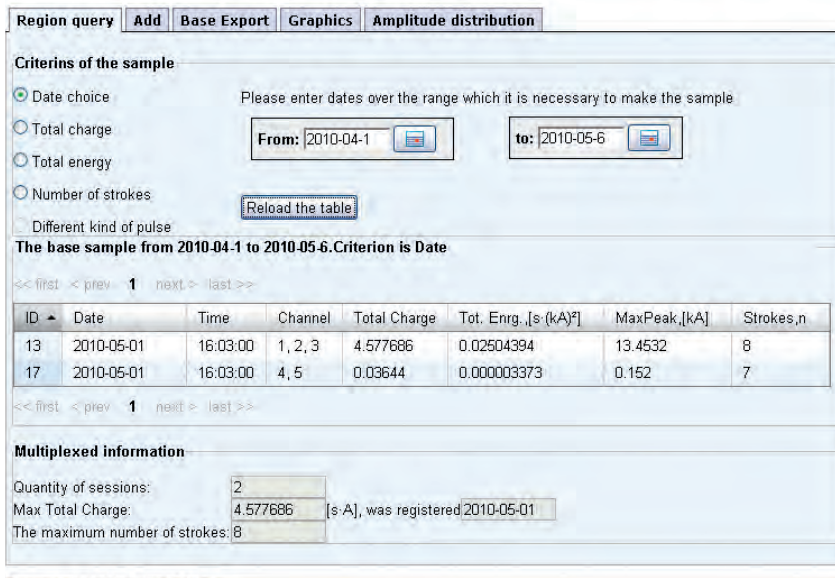 Region query Add Base Export Graphics Amplitude distribution
Criterins of the sample
Date choice
Please enter dates over the range which it is necessary to make the sample
Total charge
From: 2010-04-1 to: 2010-05-6
Total energy
Number of strokes
Reload the table
Different kind of pulse
The base sample from 2010-04-1 to 2010-05-6.Criterion is Date
<< first < prev 1 next > last >>
ID Date Time Channel Total Charge Tot. Enrg.,[s·(kA)²] MaxPeak,[kA] Strokes,n
13 2010-05-01 16:03:00 1, 2, 3 4.577686 0.02504394 13.4532 8
17 2010-05-01 16:03:00 4, 5 0.03644 0.000003373 0.152 7
<< first < prev 1 next > last >>
Multiplexed information
Quantity of sessions: 2
Max Total Charge: 4.577686 [s·A], was registered 2010-05-01
The maximum number of strokes: 8